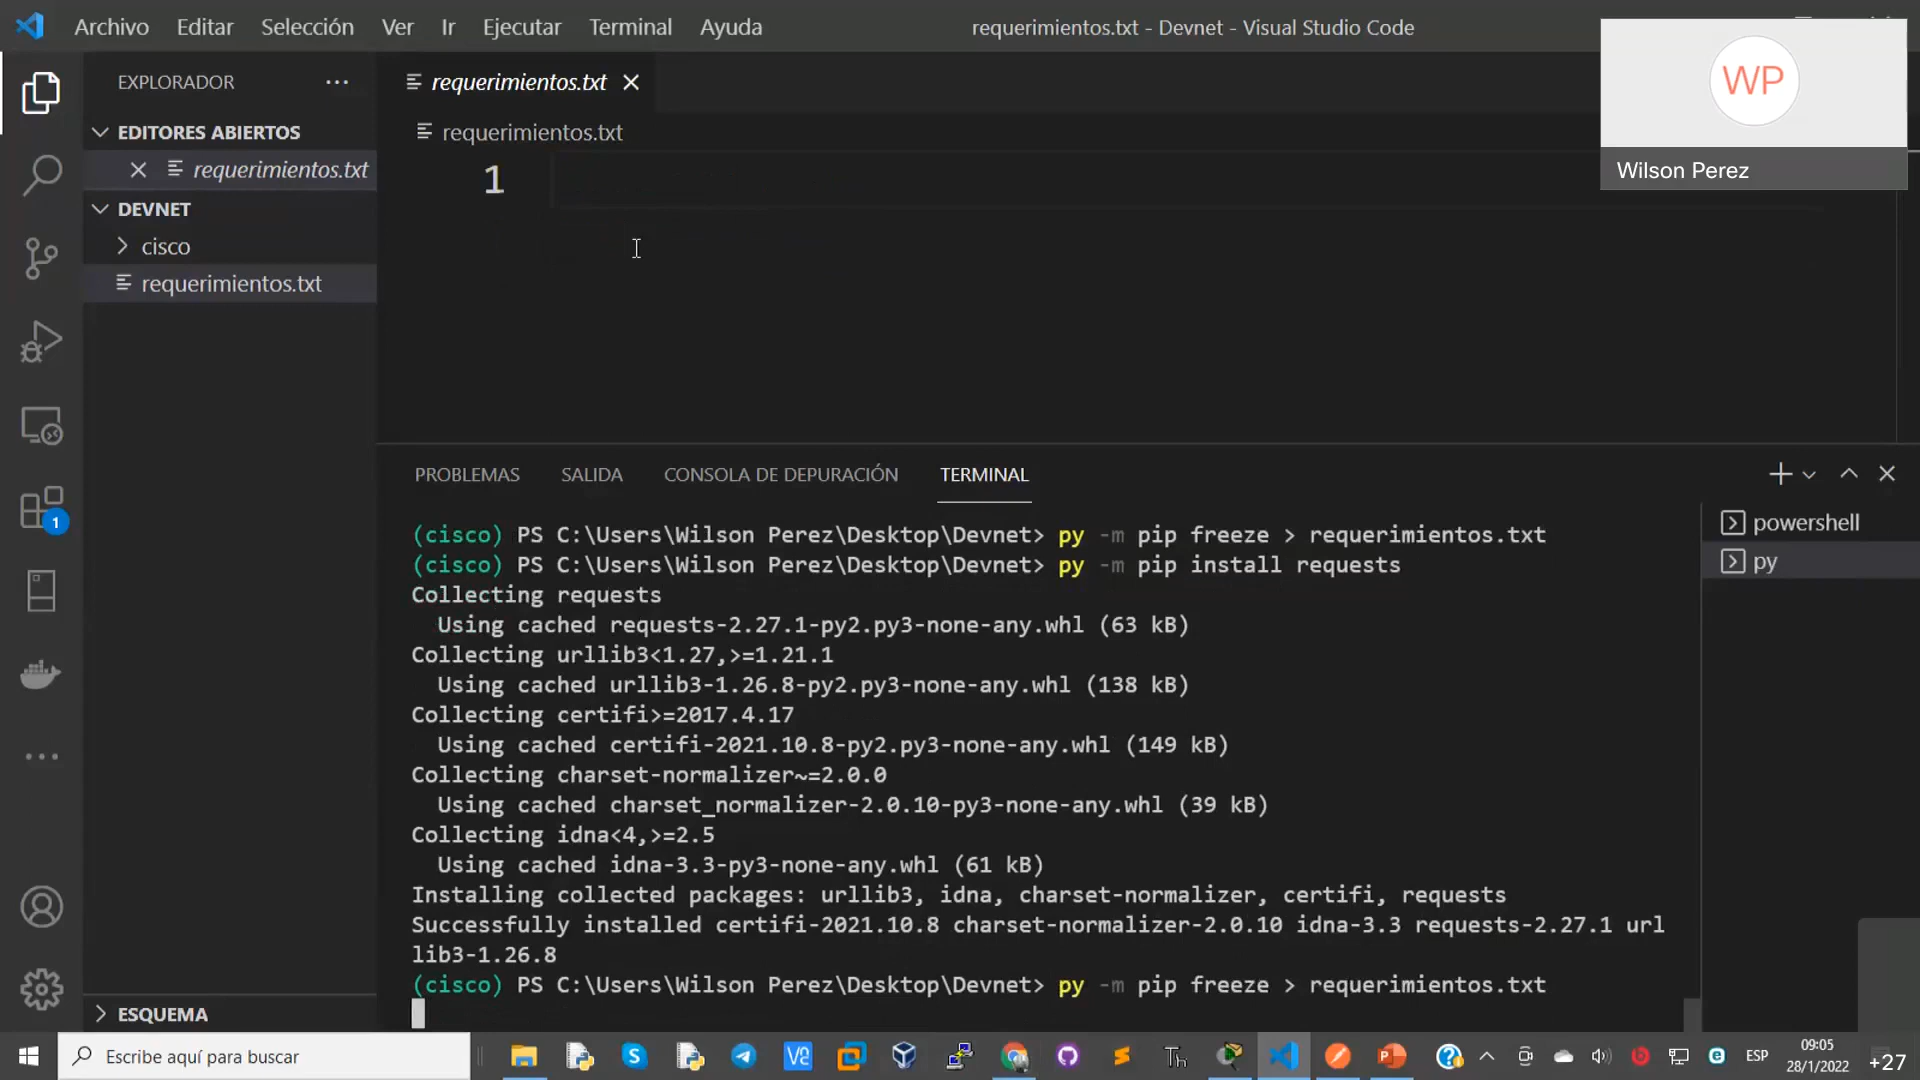 Archivo Editar Selección Ver Ir Ejecutar Terminal Ayuda
requerimientos.txt - Devnet - Visual Studio Code
WP
Wilson Perez
EXPLORADOR
EDITORES ABIERTOS
requerimientos.txt
DEVNET
cisco
requerimientos.txt
ESQUEMA
1
requerimientos.txt
requerimientos.txt
1
PROBLEMAS SALIDA CONSOLA DE DEPURACIÓN TERMINAL
(cisco) PS C:\Users\Wilson Perez\Desktop\Devnet> py -m pip freeze > requerimientos.txt
(cisco) PS C:\Users\Wilson Perez\Desktop\Devnet> py -m pip install requests
Collecting requests
Using cached requests-2.27.1-py2.py3-none-any.whl (63 kB)
Collecting urllib3<1.27,>=1.21.1
Using cached urllib3-1.26.8-py2.py3-none-any.whl (138 kB)
Collecting certifi>=2017.4.17
Using cached certifi-2021.10.8-py2.py3-none-any.whl (149 kB)
Collecting charset-normalizer~=2.0.0
Using cached charset_normalizer-2.0.10-py3-none-any.whl (39 kB)
Collecting idna<4,>=2.5
Using cached idna-3.3-py3-none-any.whl (61 kB)
Installing collected packages: urllib3, idna, charset-normalizer, certifi, requests
Successfully installed certifi-2021.10.8 charset-normalizer-2.0.10 idna-3.3 requests-2.27.1 url
lib3-1.26.8
(cisco) PS C:\Users\Wilson Perez\Desktop\Devnet> py -m pip freeze > requerimientos.txt
powershell
py
Escribe aquí para buscar
ESP
09:05
28/1/2022
+27